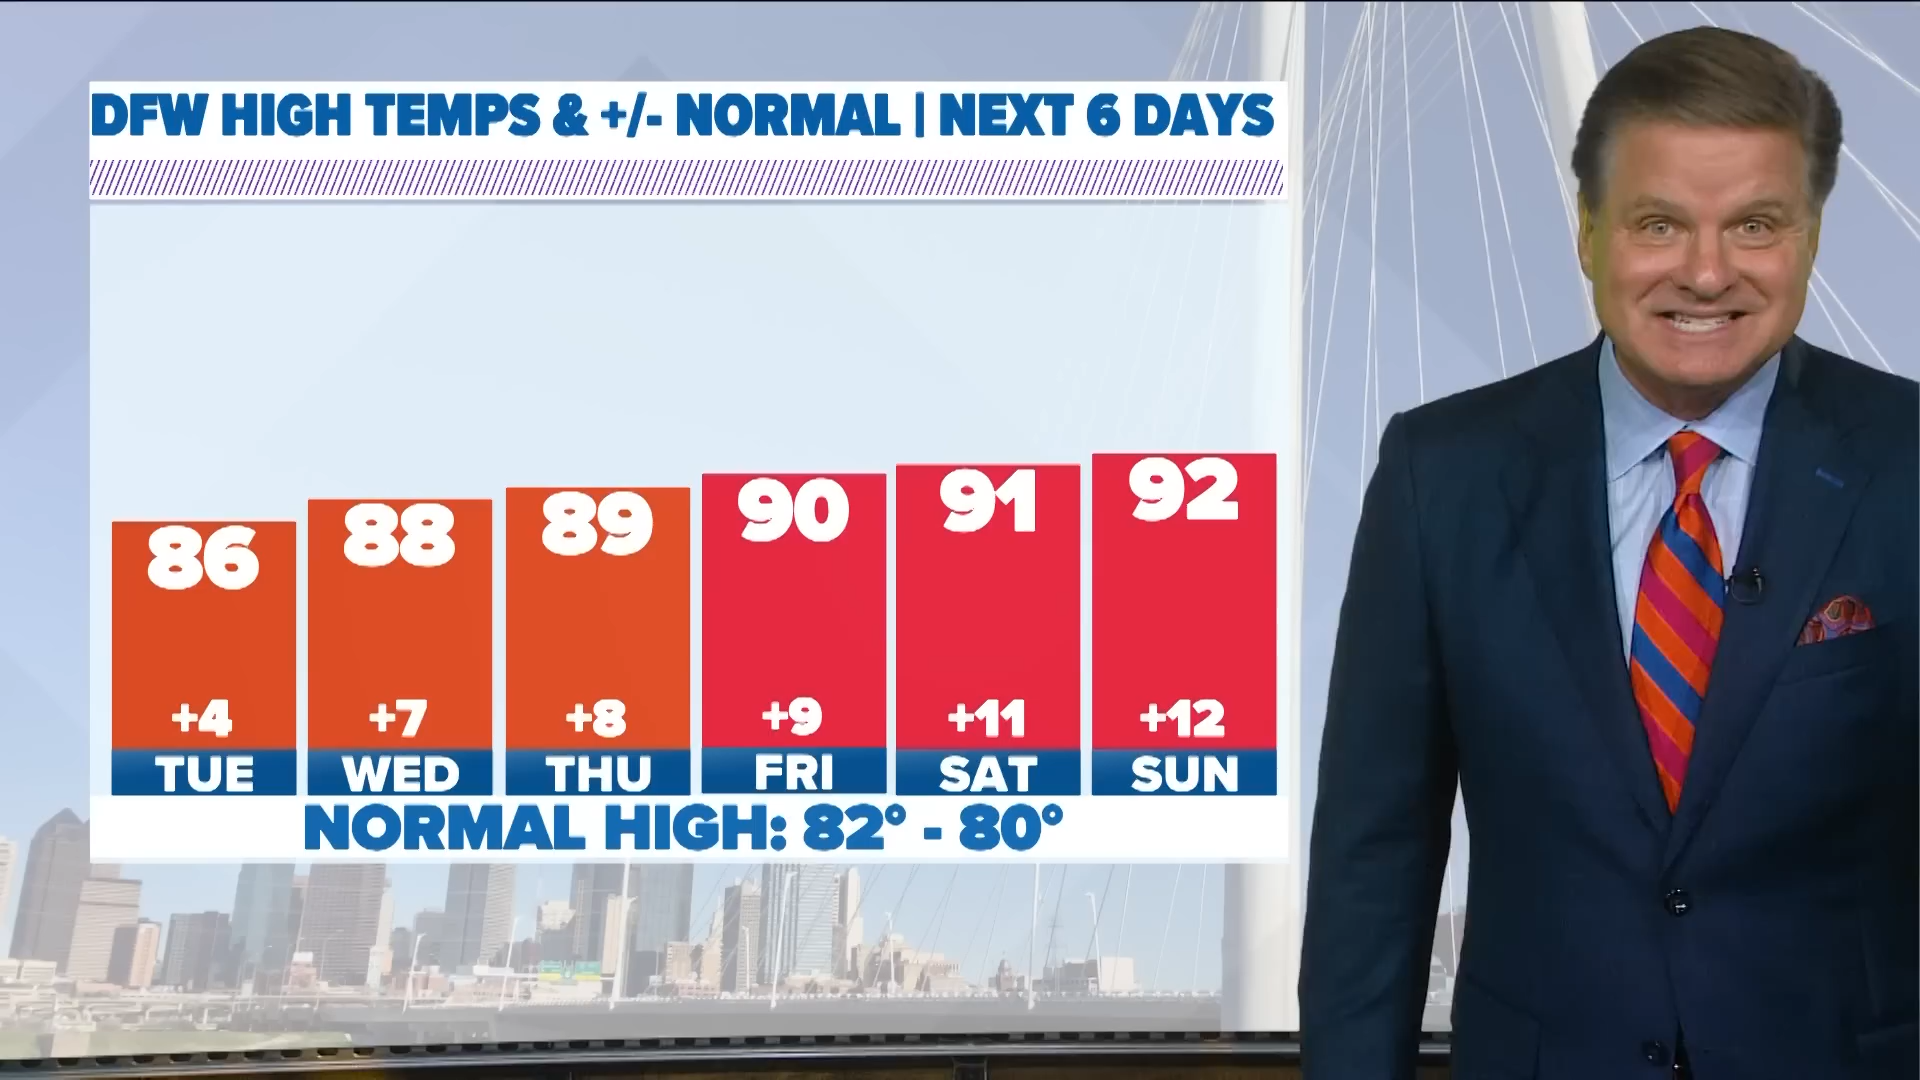 DFW HIGH TEMPS & +/- NORMAL | NEXT 6 DAYS
86 88 89 90 91 92
+4 +7 +8 +9 +11 +12
TUE WED THU FRI SAT SUN
NORMAL HIGH: 82° - 80°